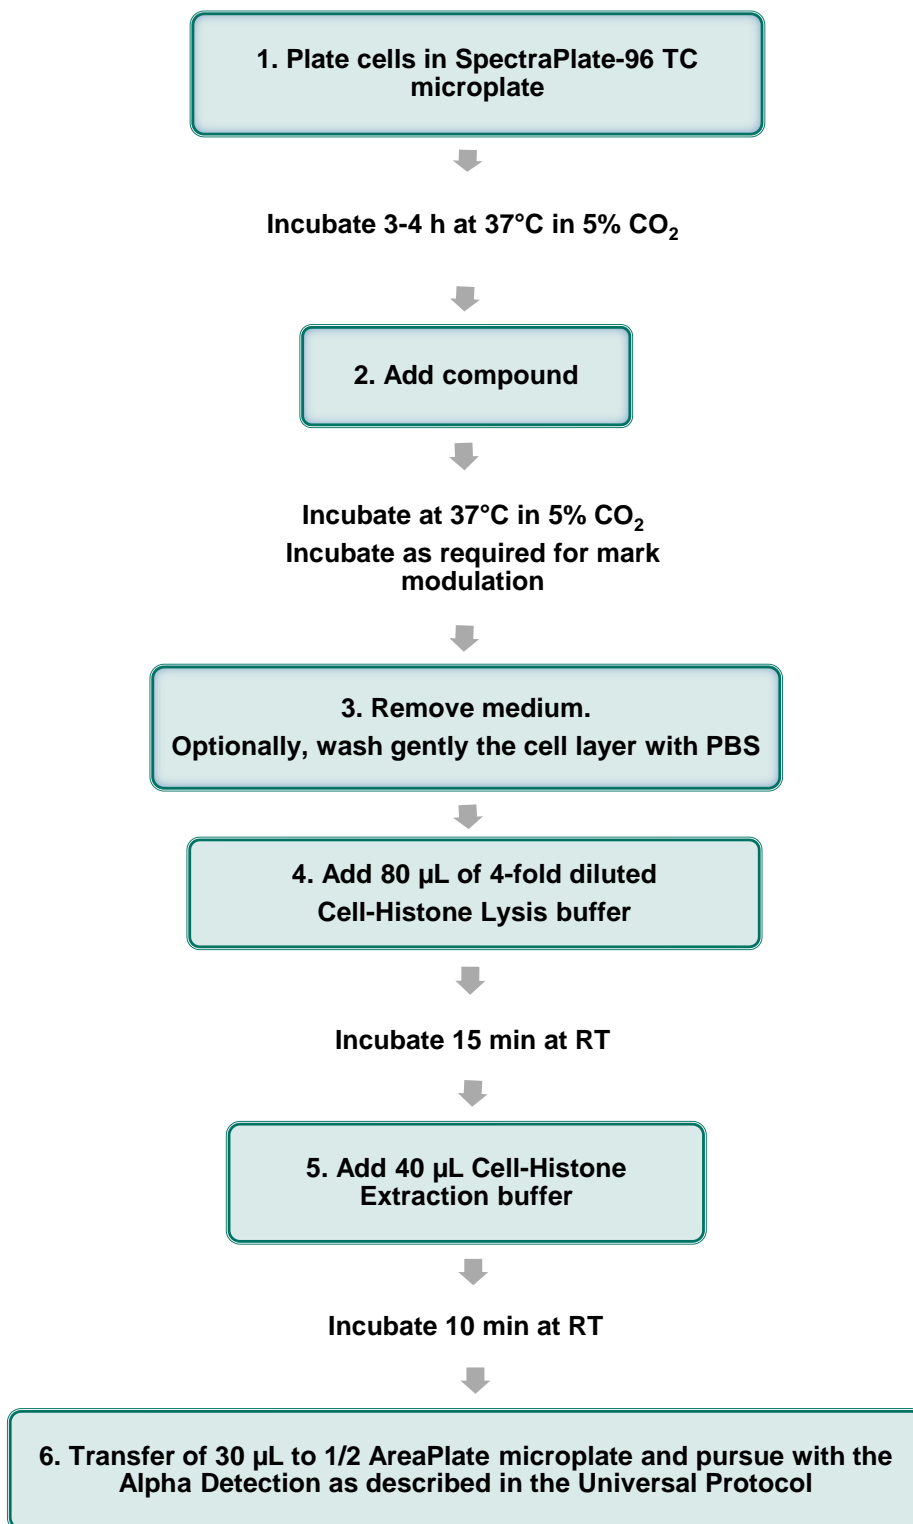 1. Plate cells in SpectraPlate-96 TC
microplate
Incubate 3-4 h at 37°C in 5% CO₂
2. Add compound
Incubate at 37°C in 5% CO₂
Incubate as required for mark
modulation
3. Remove medium.
Optionally, wash gently the cell layer with PBS
4. Add 80 µL of 4-fold diluted
Cell-Histone Lysis buffer
Incubate 15 min at RT
5. Add 40 µL Cell-Histone
Extraction buffer
Incubate 10 min at RT
6. Transfer of 30 µL to 1/2 AreaPlate microplate and pursue with the
Alpha Detection as described in the Universal Protocol